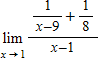 lim x→1 (1/(x−9) + 1/8)/(x−1)